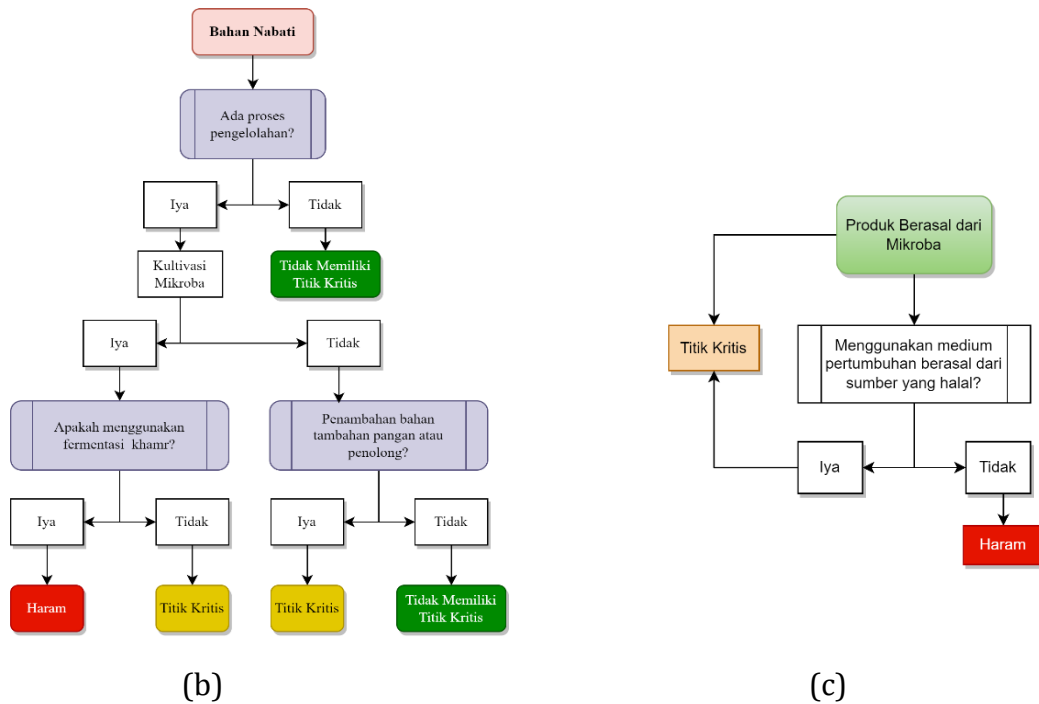 Bahan Nabati
Ada proses
pengelolahan?
Iya
Tidak
Kultivasi
Mikroba
Tidak Memiliki
Titik Kritis
Iya
Tidak
Apakah menggunakan
fermentasi khamr?
Penambahan bahan
tambahan pangan atau
penolong?
Iya
Tidak
Iya
Tidak
Haram
Titik Kritis
Titik Kritis
Tidak Memiliki
Titik Kritis
(b)
Produk Berasal dari
Mikroba
Titik Kritis
Menggunakan medium
pertumbuhan berasal dari
sumber yang halal?
Iya
Tidak
Haram
(c)